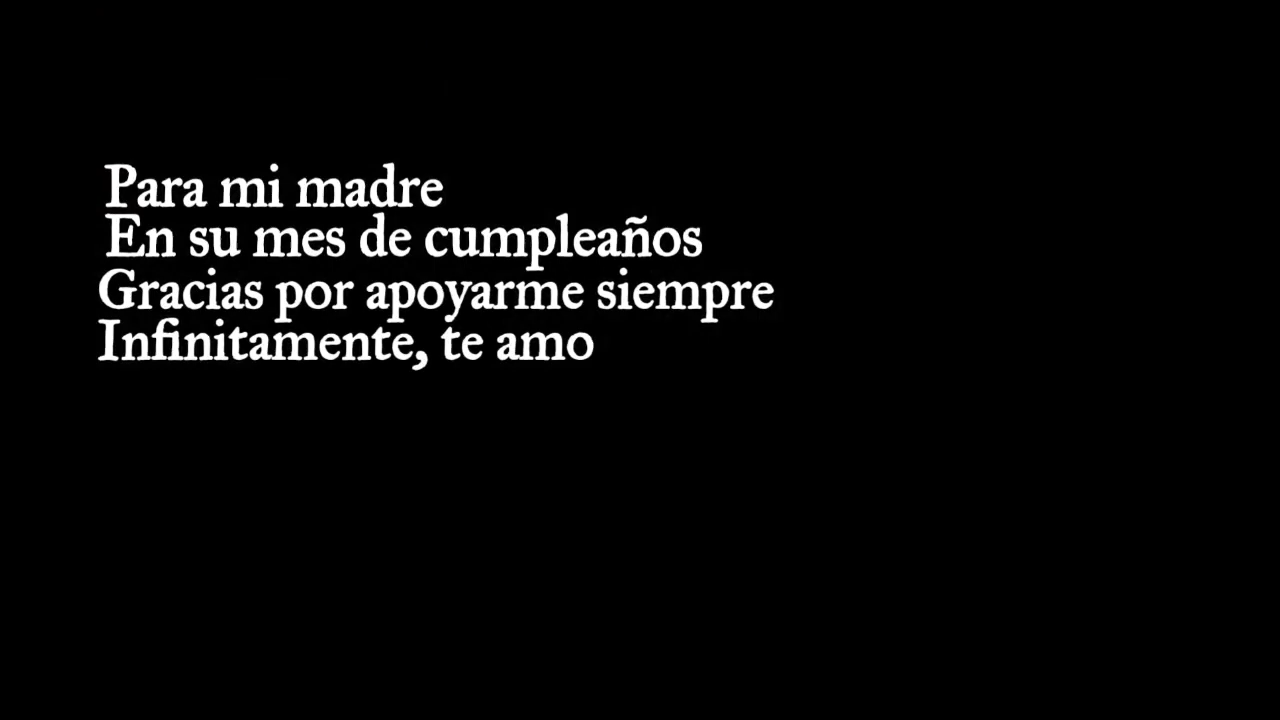 Para mi madre
En su mes de cumpleaños
Gracias por apoyarme siempre
Infinitamente, te amo